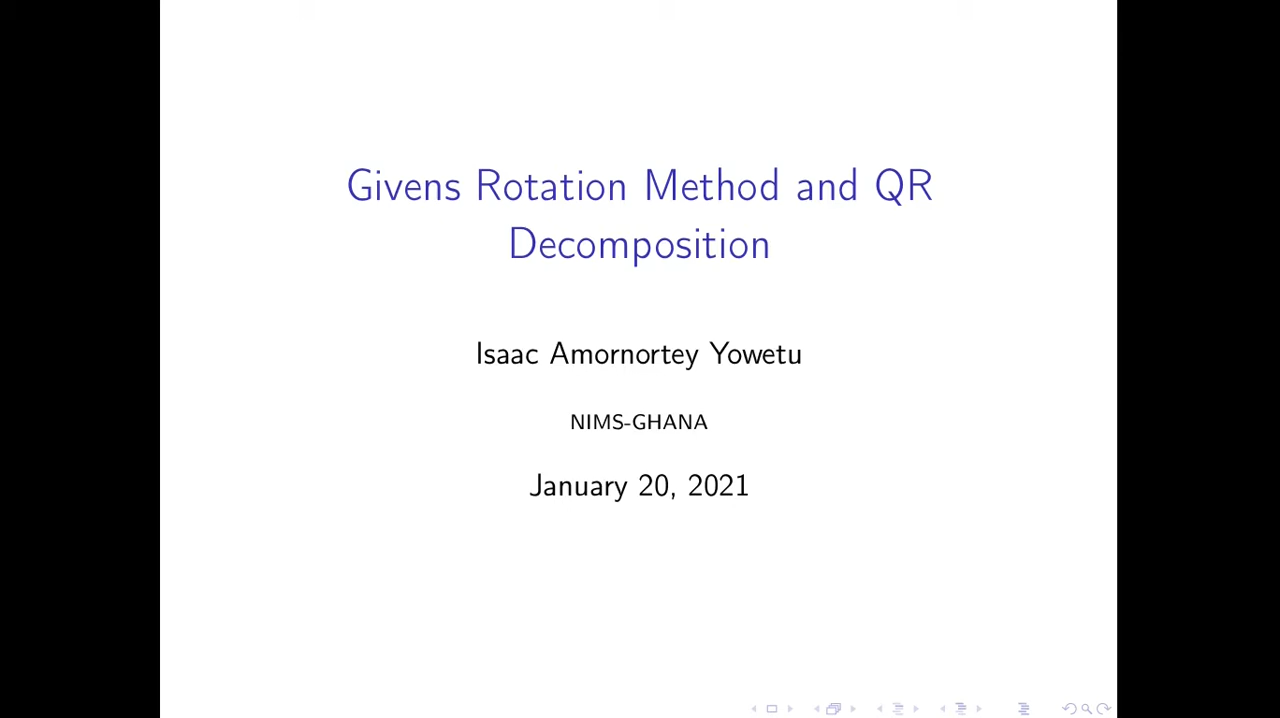 Givens Rotation Method and QR
Decomposition
Isaac Amornortey Yowetu
NIMS-GHANA
January 20, 2021